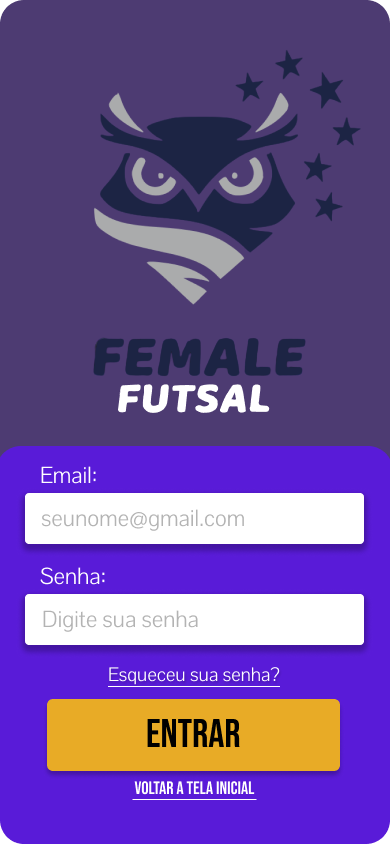 FEMALE
FUTSAL
Email:
seunome@gmail.com
Senha:
Digite sua senha
Esqueceu sua senha?
ENTRAR
VOLTAR A TELA INICIAL